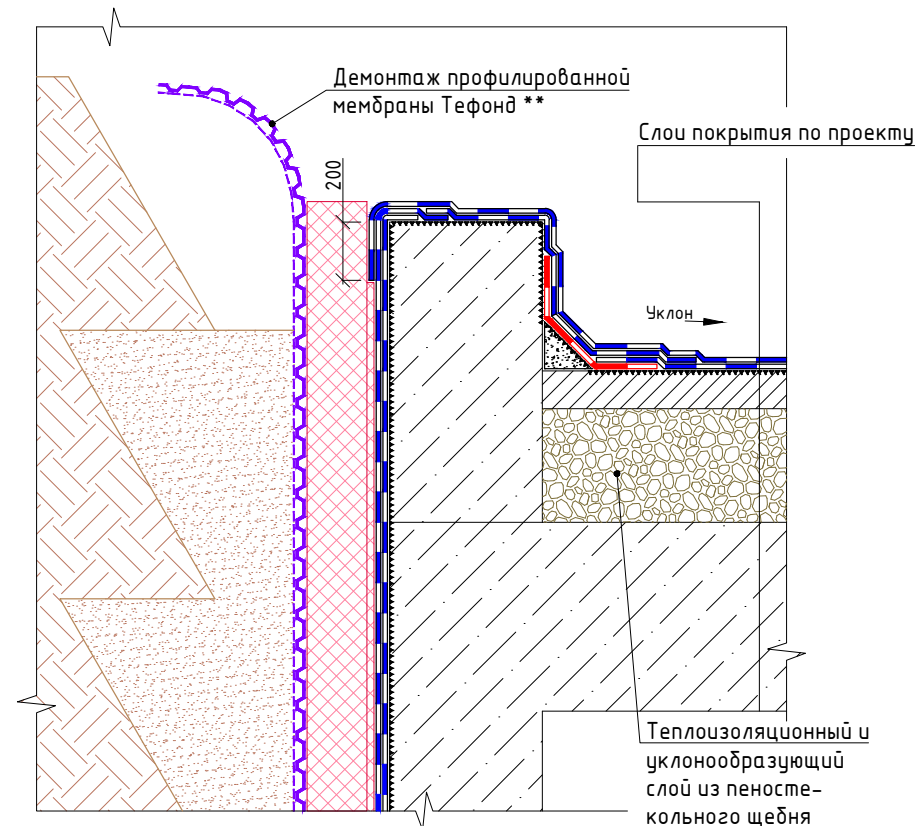 Демонтаж профилированной
мембраны Тефонд **
Слои покрытия по проекту
200
Уклон
Теплоизоляционный и
уклонообразующий
слой из пеносте-
кольного щебня